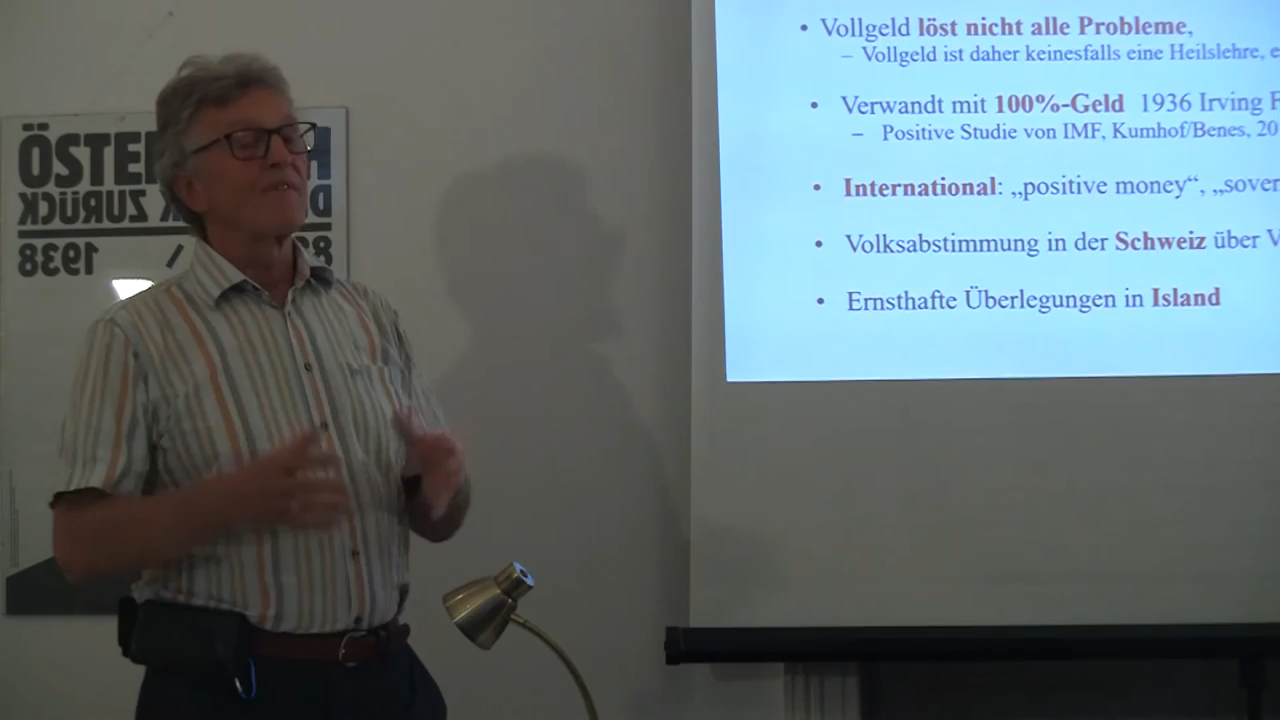 ÖSTE
ZURÜCK
1938 /
• Vollgeld löst nicht alle Probleme,
– Vollgeld ist daher keinesfalls eine Heilslehre, e
• Verwandt mit 100%-Geld 1936 Irving F
– Positive Studie von IMF, Kumhof/Benes, 20
• International: „positive money“, „sover
• Volksabstimmung in der Schweiz über V
• Ernsthafte Überlegungen in Island